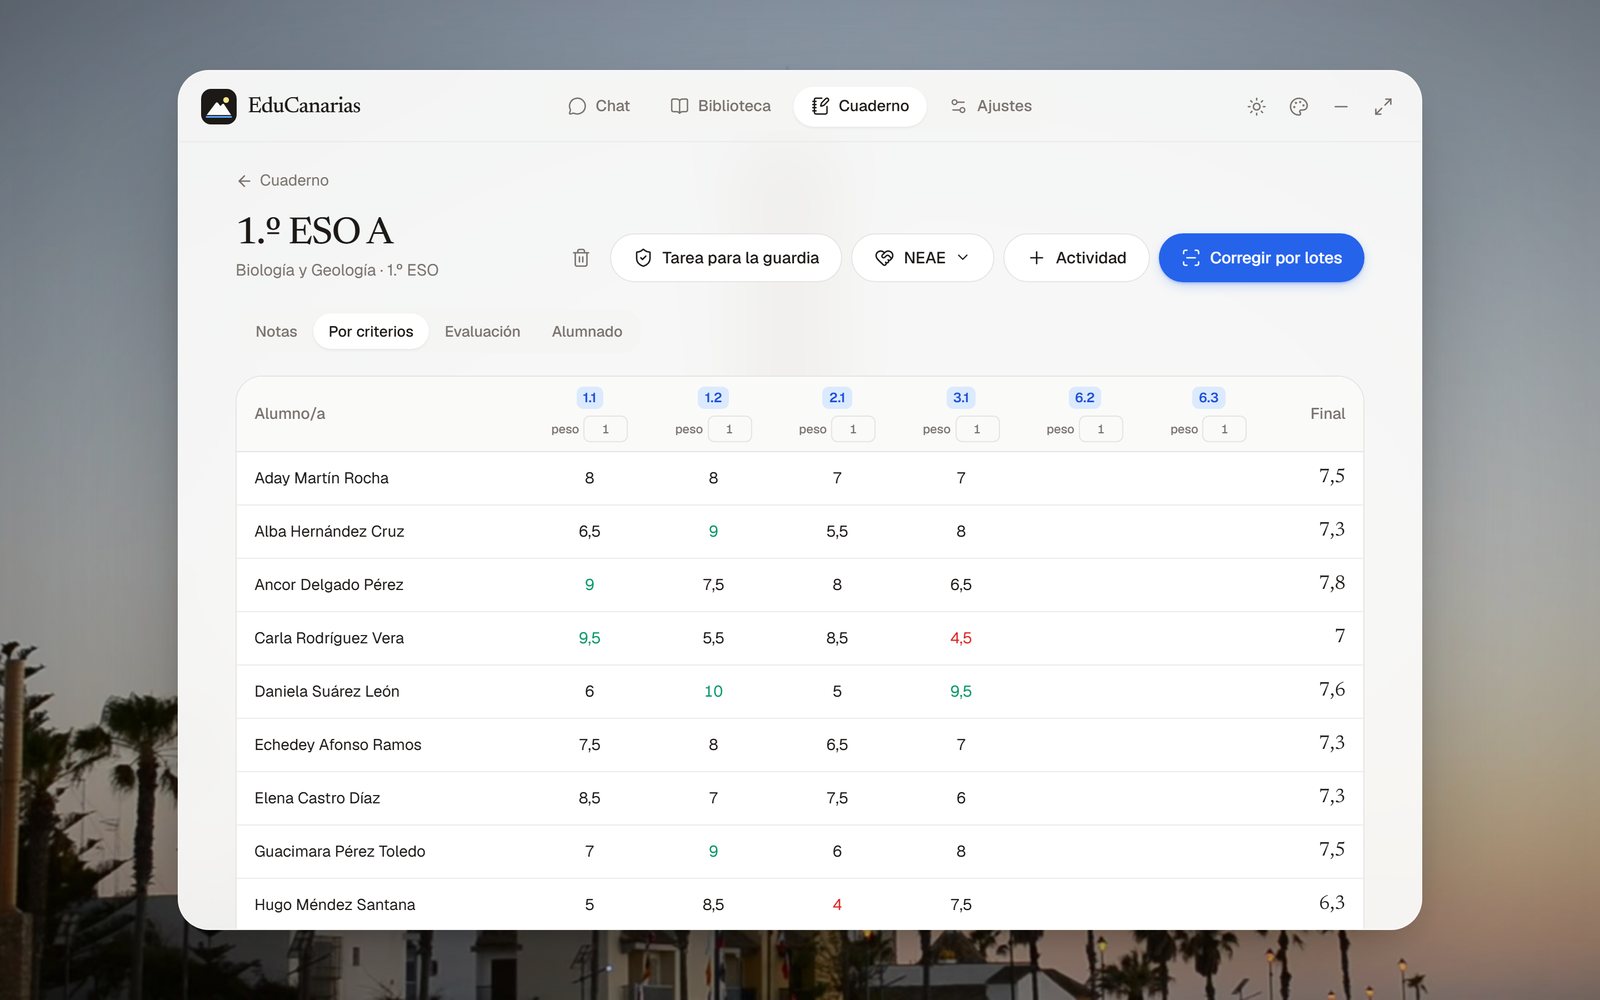 EduCanarias
Chat
Biblioteca
Cuaderno
Ajustes
Cuaderno
1.º ESO A
Biología y Geología · 1.º ESO
Tarea para la guardia
NEAE
Actividad
Corregir por lotes
Notas
Por criterios
Evaluación
Alumnado
Alumno/a 1.1 1.2 2.1 3.1 6.2 6.3 Final
peso 1 peso 1 peso 1 peso 1 peso 1 peso 1
Aday Martín Rocha 8 8 7 7 7,5
Alba Hernández Cruz 6,5 9 5,5 8 7,3
Ancor Delgado Pérez 9 7,5 8 6,5 7,8
Carla Rodríguez Vera 9,5 5,5 8,5 4,5 7
Daniela Suárez León 6 10 5 9,5 7,6
Echedey Afonso Ramos 7,5 8 6,5 7 7,3
Elena Castro Díaz 8,5 7 7,5 6 7,3
Guacimara Pérez Toledo 7 9 6 8 7,5
Hugo Méndez Santana 5 8,5 4 7,5 6,3